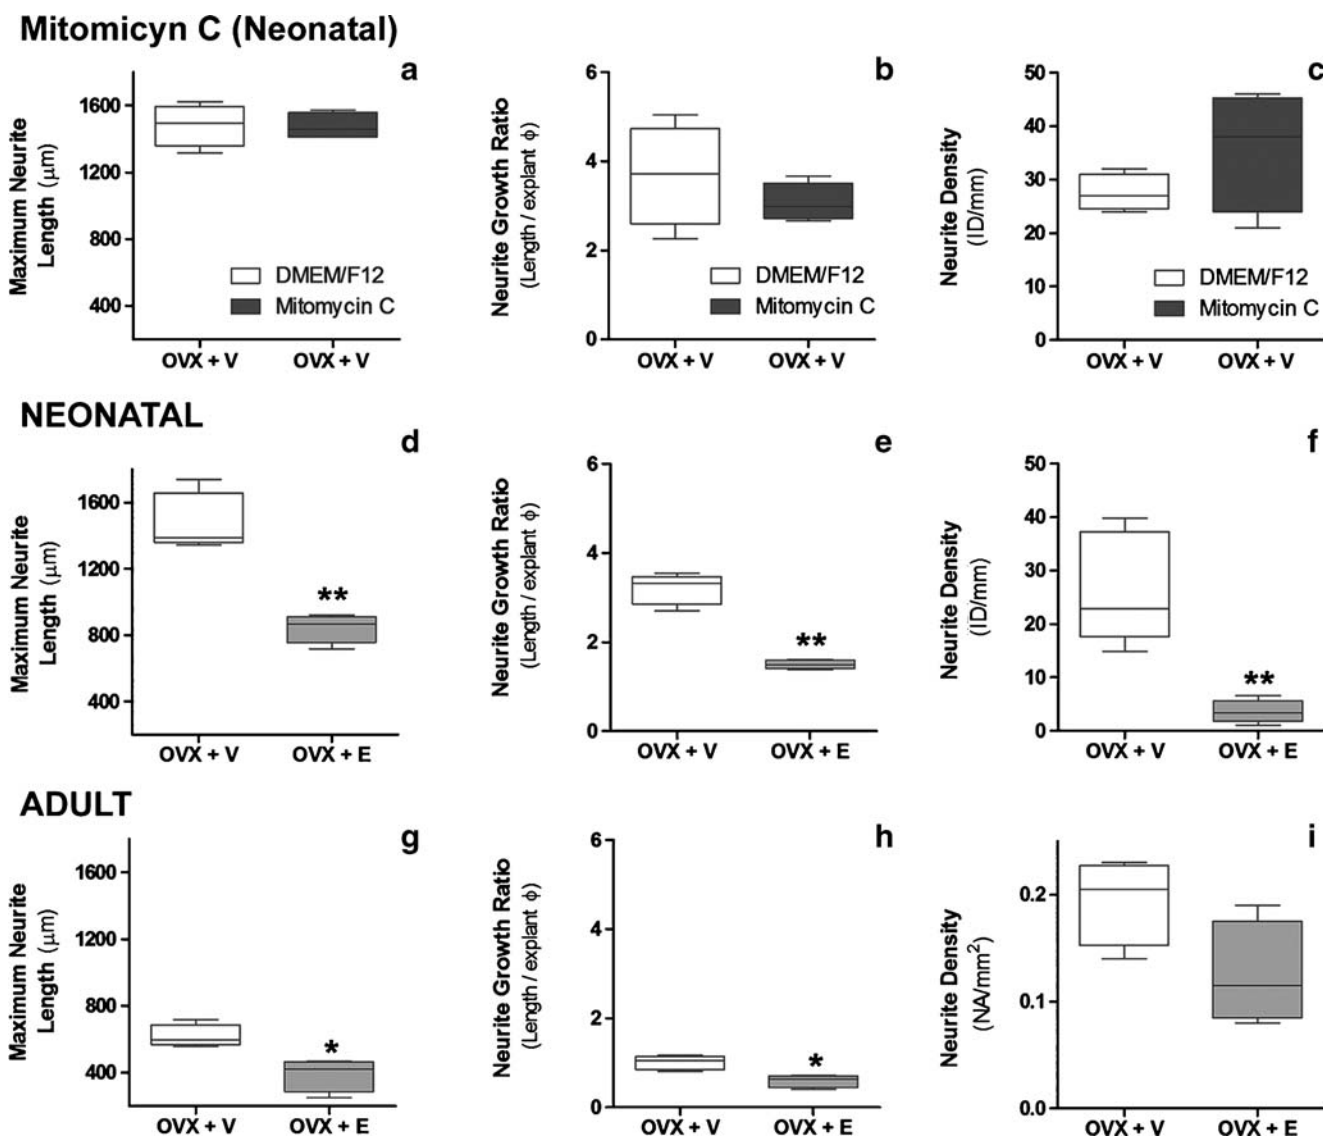 Mitomicyn C (Neonatal)
a
Maximum Neurite
Length (μm)
1600
1200
800
400
DMEM/F12
Mitomycin C
OVX + V
OVX + V
b
Neurite Growth Ratio
(Length / explant ϕ)
6
4
2
0
DMEM/F12
Mitomycin C
OVX + V
OVX + V
c
Neurite Density
(ID/mm)
50
40
30
20
10
0
DMEM/F12
Mitomycin C
OVX + V
OVX + V
NEONATAL
d
Maximum Neurite
Length (μm)
1600
1200
800
400
**
OVX + V
OVX + E
e
Neurite Growth Ratio
(Length / explant ϕ)
6
4
2
0
**
OVX + V
OVX + E
f
Neurite Density
(ID/mm)
50
40
30
20
10
0
**
OVX + V
OVX + E
ADULT
g
Maximum Neurite
Length (μm)
1600
1200
800
400
*
OVX + V
OVX + E
h
Neurite Growth Ratio
(Length / explant ϕ)
6
4
2
0
*
OVX + V
OVX + E
i
Neurite Density
(NA/mm²)
0.2
0.1
0.0
OVX + V
OVX + E